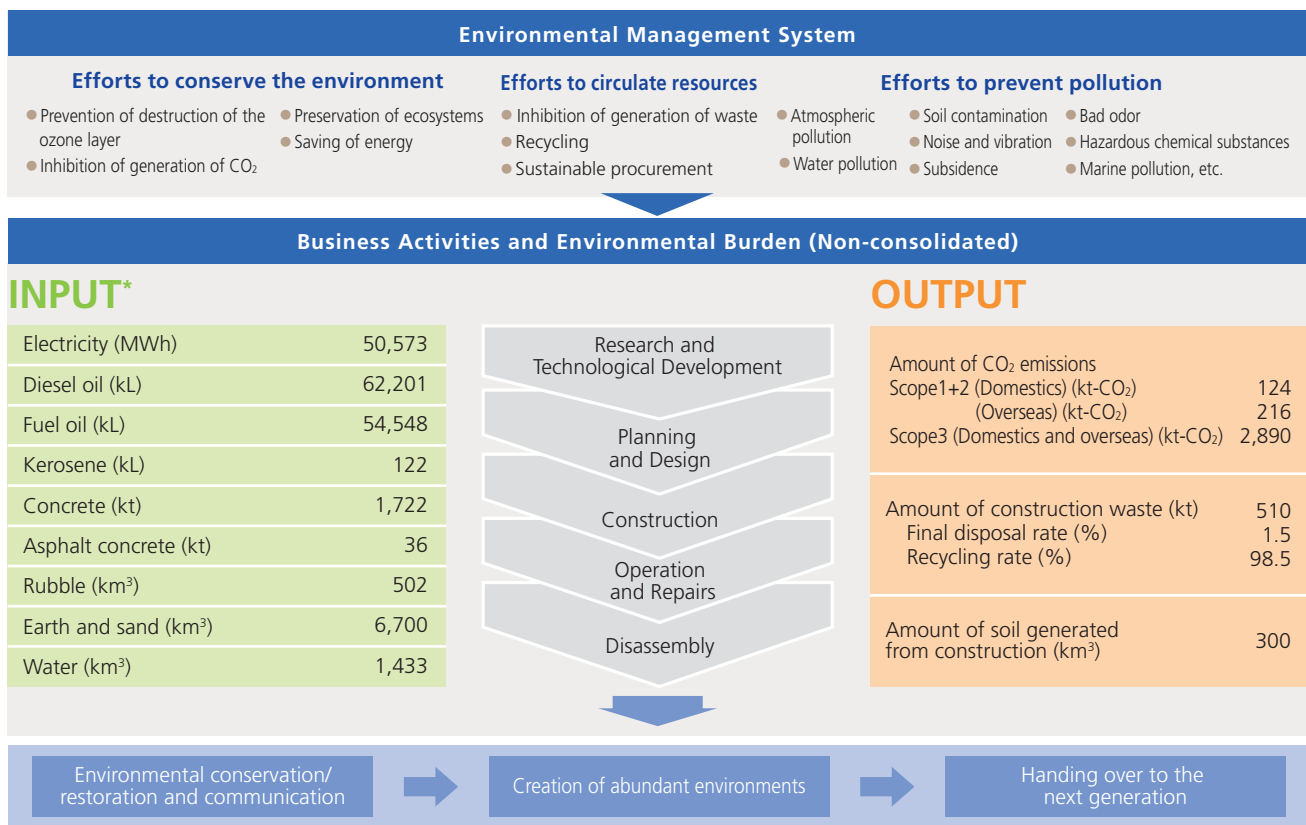 Environmental Management System
Efforts to conserve the environment
● Prevention of destruction of the
ozone layer
● Inhibition of generation of CO₂
● Preservation of ecosystems
● Saving of energy
Efforts to circulate resources
● Inhibition of generation of waste
● Recycling
● Sustainable procurement
Efforts to prevent pollution
● Atmospheric
pollution
● Water pollution
● Soil contamination
● Noise and vibration
● Subsidence
● Bad odor
● Hazardous chemical substances
● Marine pollution, etc.
Business Activities and Environmental Burden (Non-consolidated)
INPUT*
Electricity (MWh) 50,573
Diesel oil (kL) 62,201
Fuel oil (kL) 54,548
Kerosene (kL) 122
Concrete (kt) 1,722
Asphalt concrete (kt) 36
Rubble (km³) 502
Earth and sand (km³) 6,700
Water (km³) 1,433
Research and
Technological Development
Planning
and Design
Construction
Operation
and Repairs
Disassembly
OUTPUT
Amount of CO₂ emissions
Scope1+2 (Domestics) (kt-CO₂) 124
(Overseas) (kt-CO₂) 216
Scope3 (Domestics and overseas) (kt-CO₂) 2,890
Amount of construction waste (kt) 510
Final disposal rate (%) 1.5
Recycling rate (%) 98.5
Amount of soil generated
from construction (km³) 300
Environmental conservation/
restoration and communication
Creation of abundant environments
Handing over to the
next generation